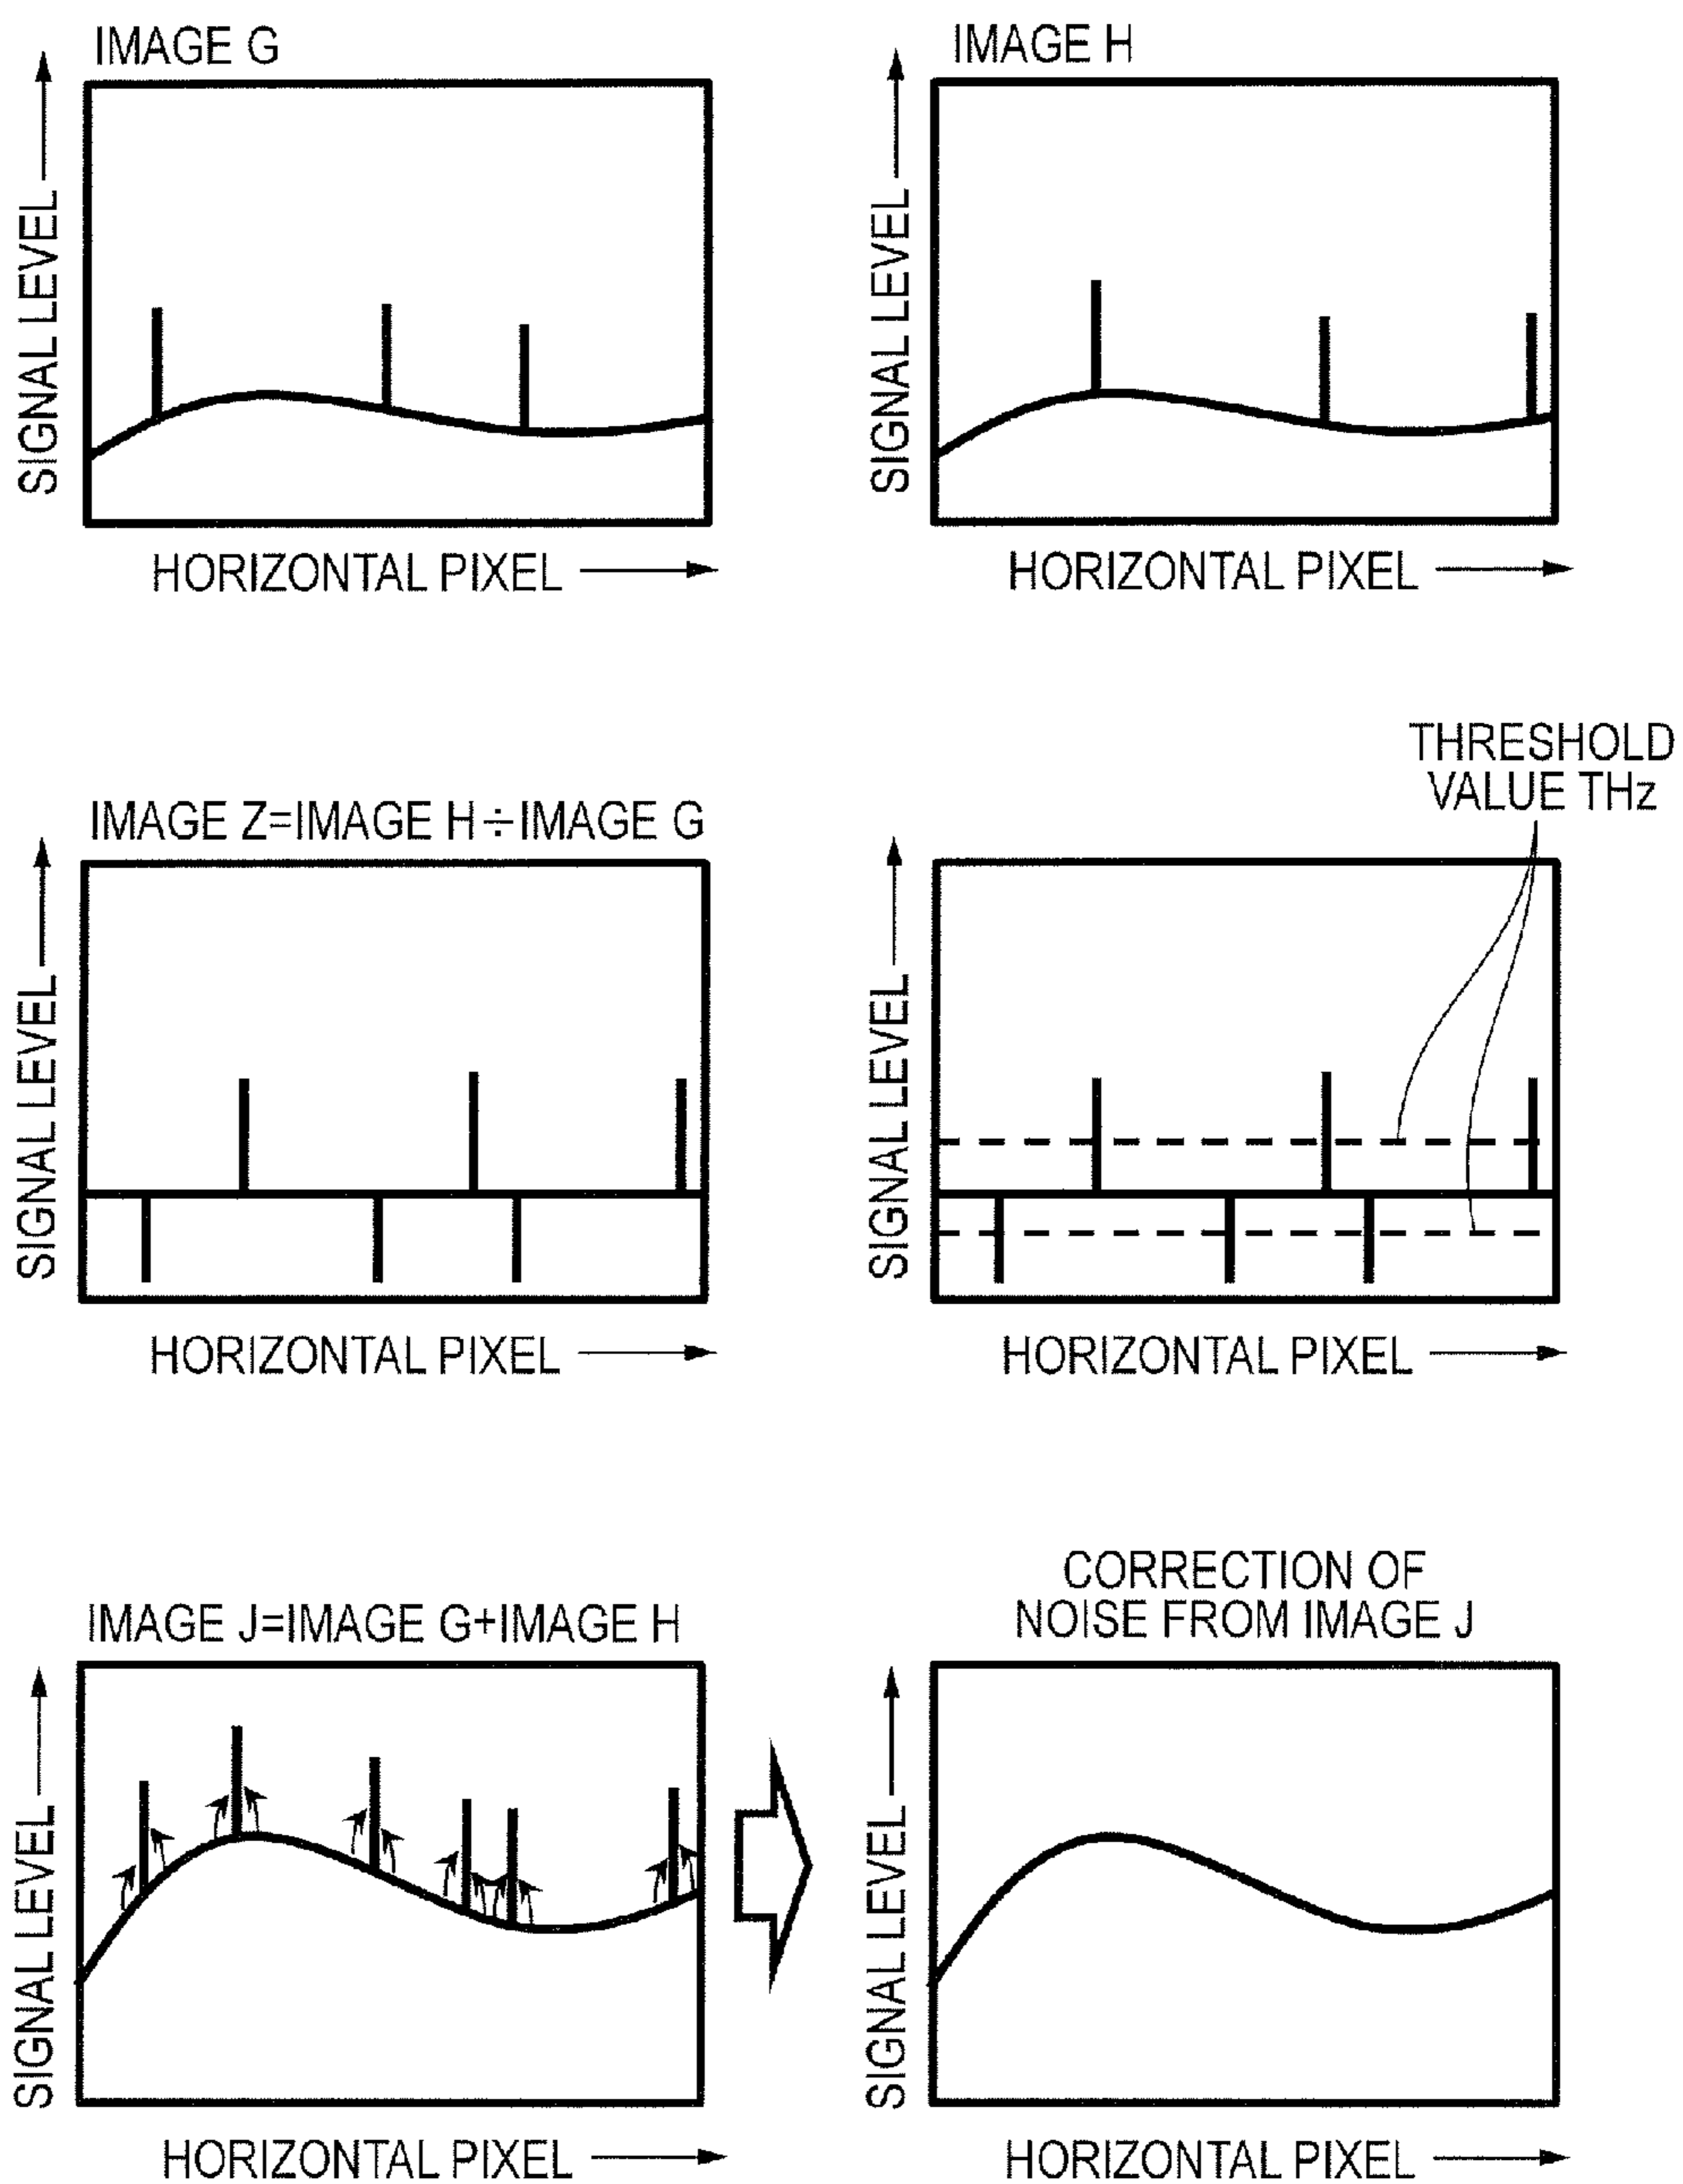 IMAGE G
SIGNAL LEVEL
HORIZONTAL PIXEL
IMAGE H
SIGNAL LEVEL
HORIZONTAL PIXEL
IMAGE Z=IMAGE H÷IMAGE G
SIGNAL LEVEL
HORIZONTAL PIXEL
THRESHOLD
VALUE THz
SIGNAL LEVEL
HORIZONTAL PIXEL
IMAGE J=IMAGE G+IMAGE H
SIGNAL LEVEL
HORIZONTAL PIXEL
CORRECTION OF
NOISE FROM IMAGE J
SIGNAL LEVEL
HORIZONTAL PIXEL